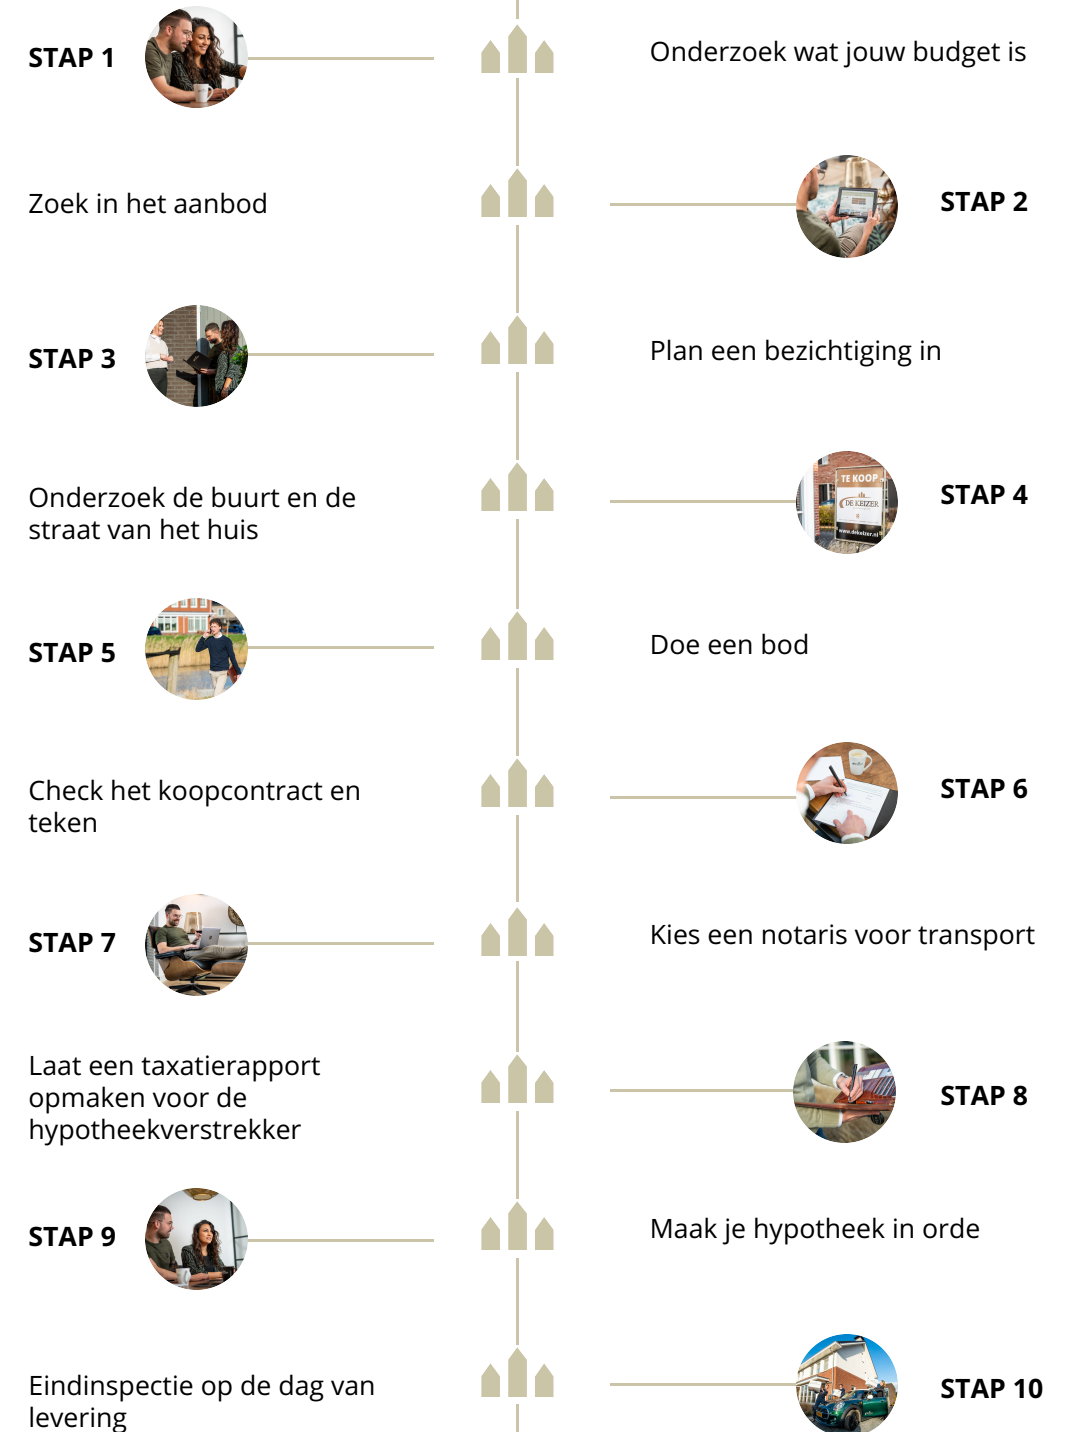 STAP 1
Onderzoek wat jouw budget is
Zoek in het aanbod
STAP 2
STAP 3
Plan een bezichtiging in
Onderzoek de buurt en de
straat van het huis
TE KOOP
DE KEIZER
www.dekeizer.nl
STAP 4
STAP 5
Doe een bod
Check het koopcontract en
teken
STAP 6
STAP 7
Kies een notaris voor transport
Laat een taxatierapport
opmaken voor de
hypotheekverstrekker
STAP 8
STAP 9
Maak je hypotheek in orde
Eindinspectie op de dag van
levering
STAP 10